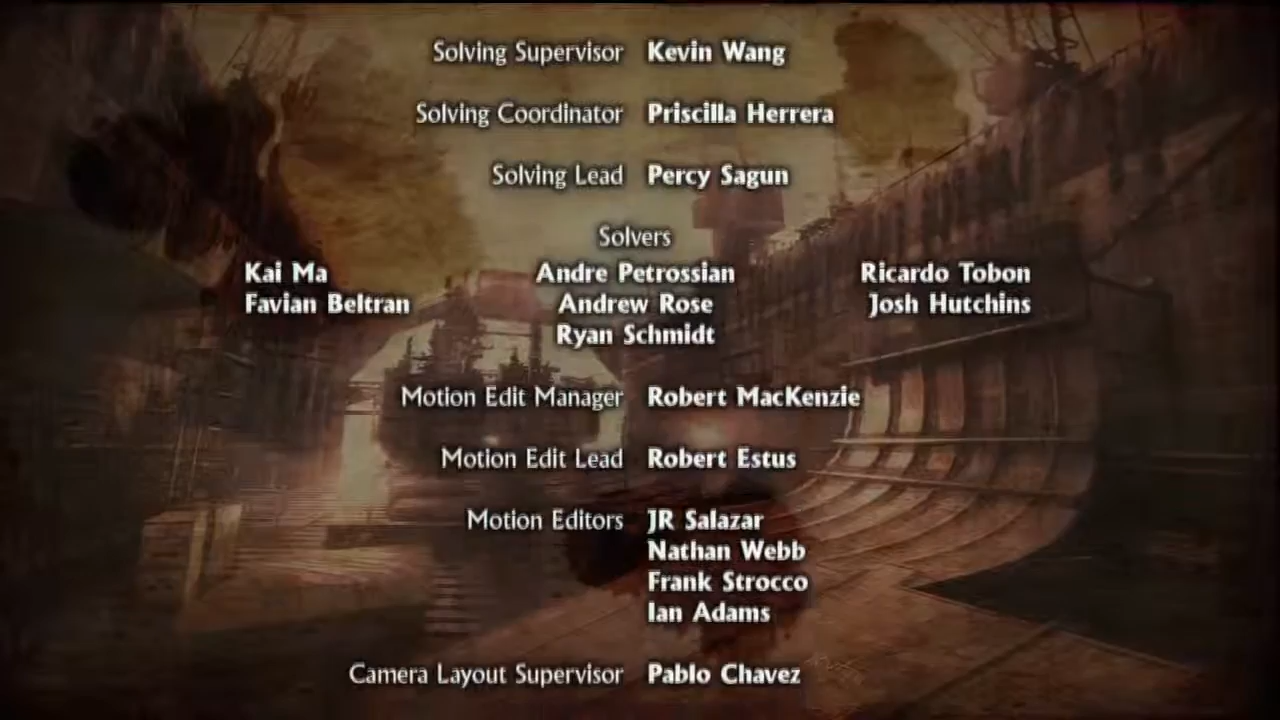 Solving Supervisor Kevin Wang
Solving Coordinator Priscilla Herrera
Solving Lead Percy Sagun
Solvers
Kai Ma Andre Petrossian Ricardo Tobon
Favian Beltran Andrew Rose Josh Hutchins
Ryan Schmidt
Motion Edit Manager Robert MacKenzie
Motion Edit Lead Robert Estus
Motion Editors JR Salazar
Nathan Webb
Frank Strocco
Ian Adams
Camera Layout Supervisor Pablo Chavez